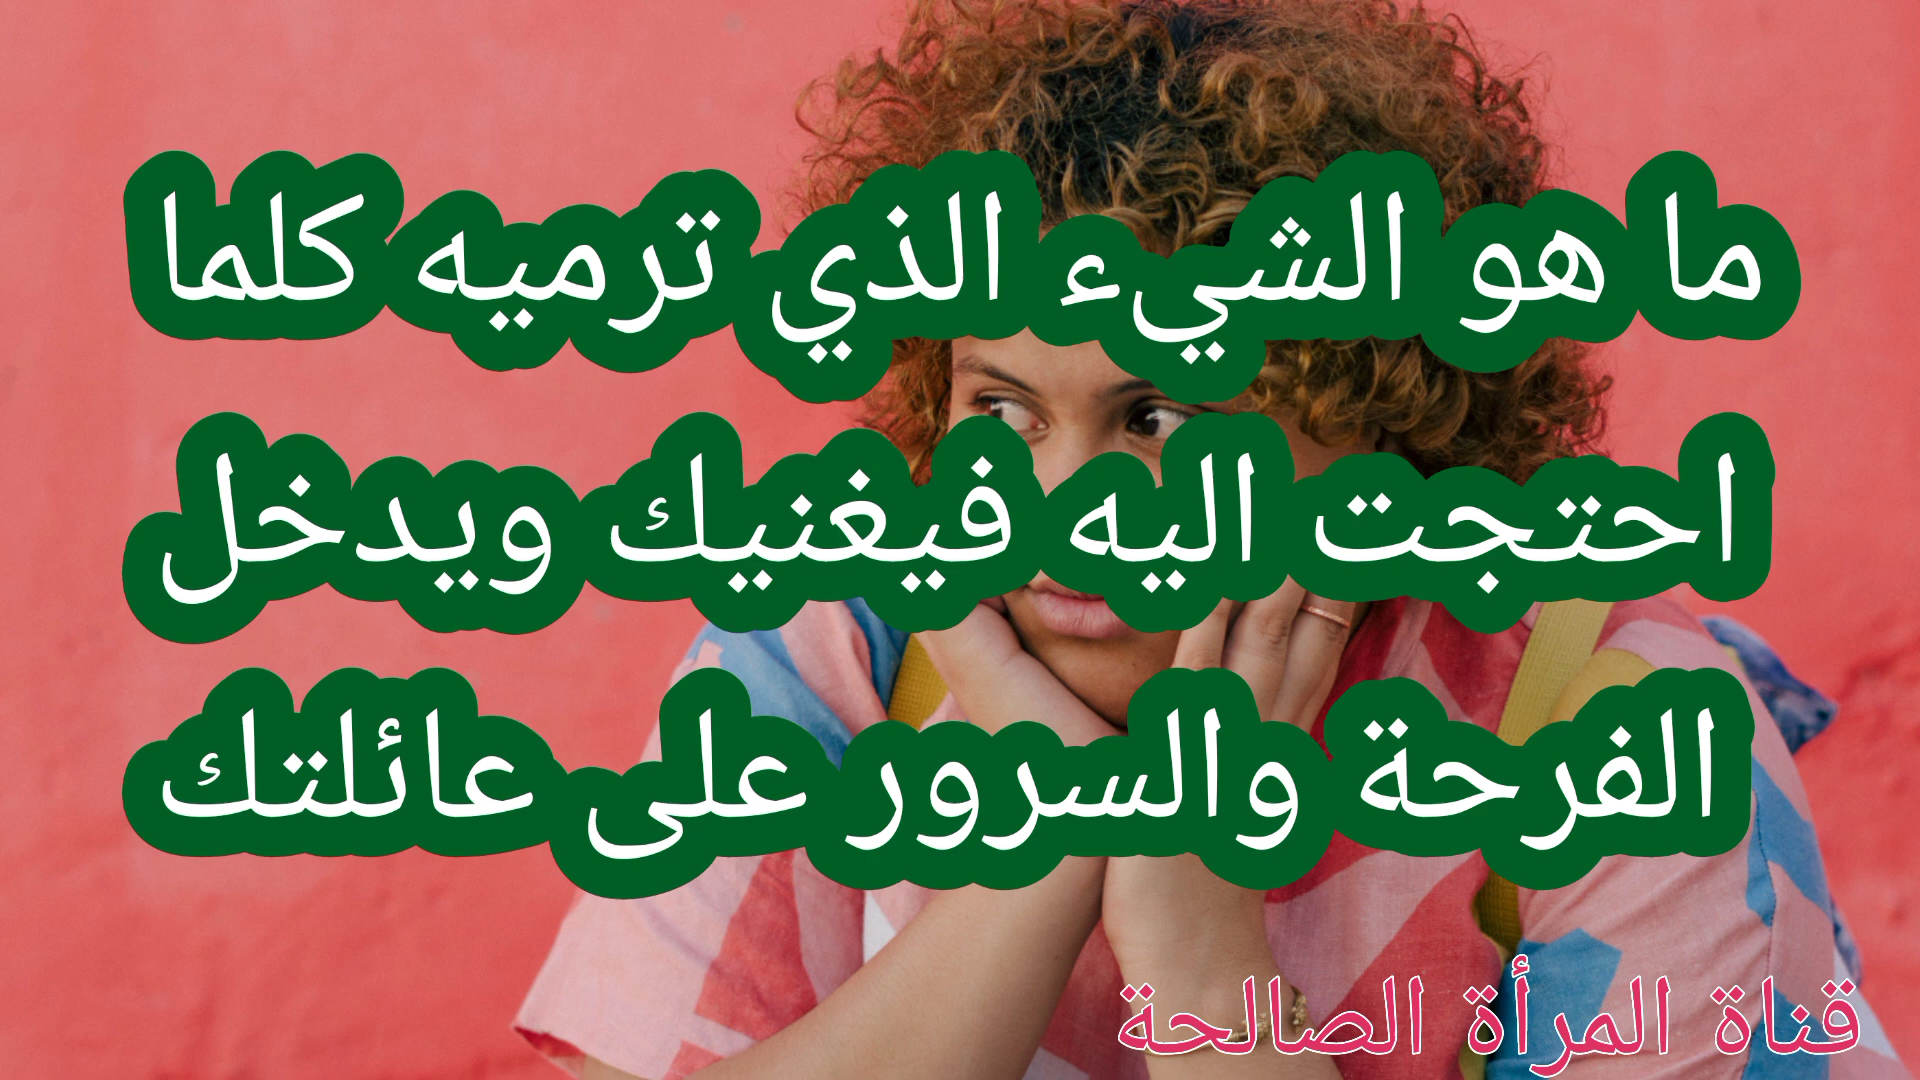 ما هو الشيء الذي ترميه كلما
احتجت اليه فيغنيك ويدخل
الفرحة والسرور على عائلتك
قناة المرأة الصالحة